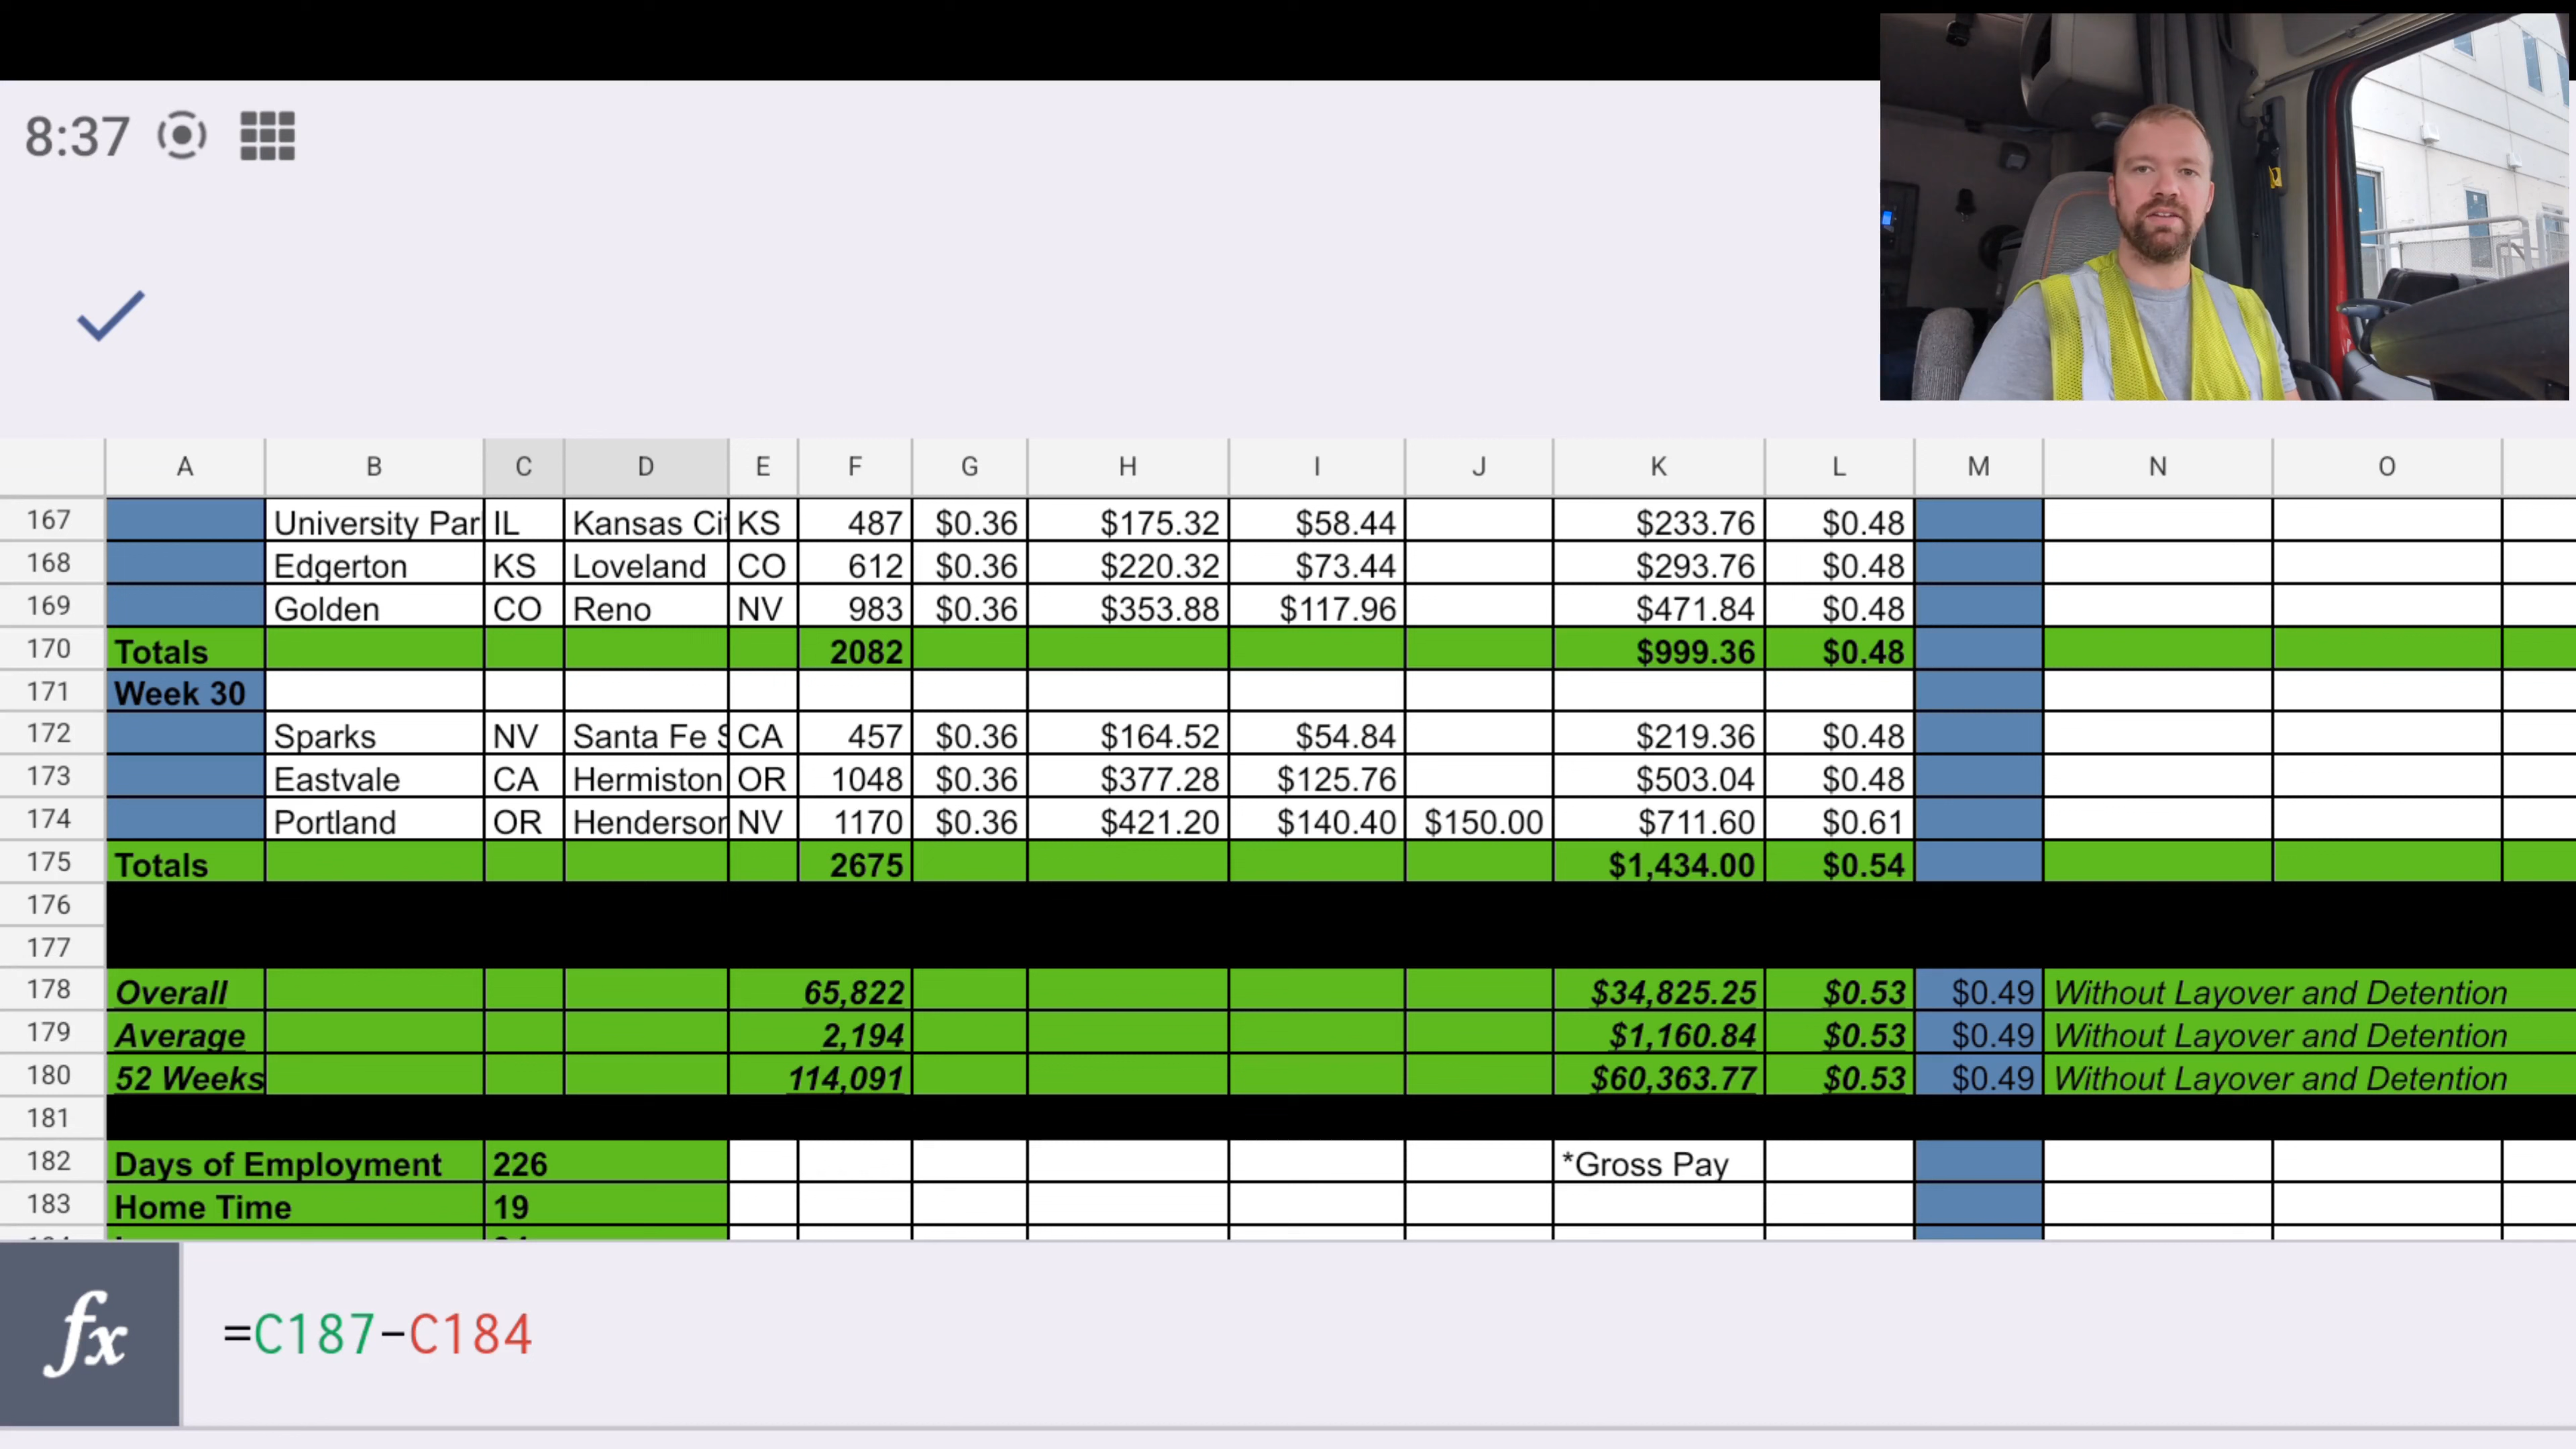 8:37
A B C D E F G H I J K L M N O
167 University Par IL Kansas Cit KS 487 $0.36 $175.32 $58.44 $233.76 $0.48
168 Edgerton KS Loveland CO 612 $0.36 $220.32 $73.44 $293.76 $0.48
169 Golden CO Reno NV 983 $0.36 $353.88 $117.96 $471.84 $0.48
170 Totals 2082 $999.36 $0.48
171 Week 30
172 Sparks NV Santa Fe S CA 457 $0.36 $164.52 $54.84 $219.36 $0.48
173 Eastvale CA Hermiston OR 1048 $0.36 $377.28 $125.76 $503.04 $0.48
174 Portland OR Henderson NV 1170 $0.36 $421.20 $140.40 $150.00 $711.60 $0.61
175 Totals 2675 $1,434.00 $0.54
176
177
178 Overall 65,822 $34,825.25 $0.53 $0.49 Without Layover and Detention
179 Average 2,194 $1,160.84 $0.53 $0.49 Without Layover and Detention
180 52 Weeks 114,091 $60,363.77 $0.53 $0.49 Without Layover and Detention
181
182 Days of Employment 226 *Gross Pay
183 Home Time 19
fx =C187-C184